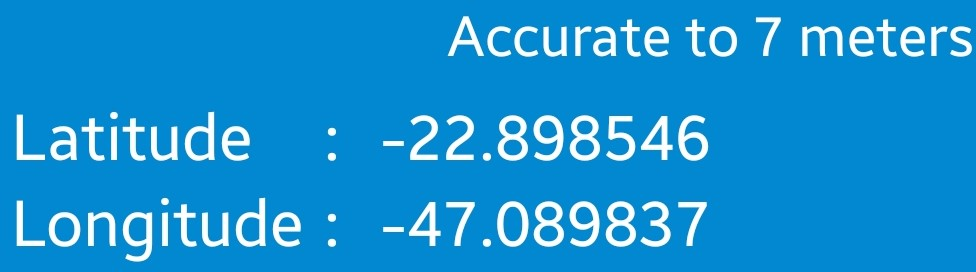 Accurate to 7 meters
Latitude : -22.898546
Longitude : -47.089837